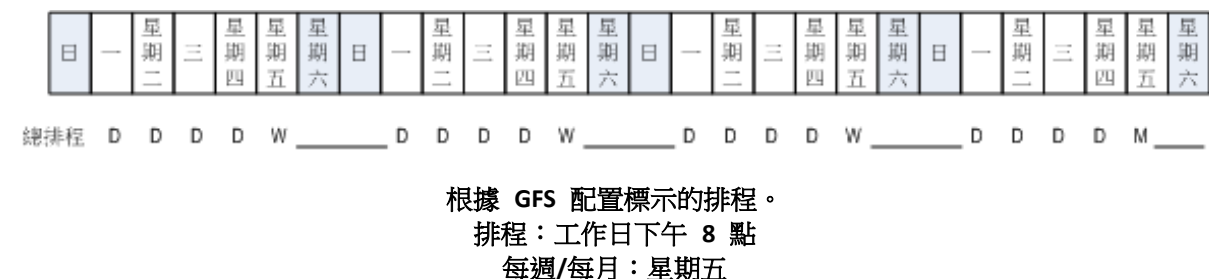 日 一 星期二 三 星期四 星期五 星期六 日 一 星期二 三 星期四 星期五 星期六 日 一 星期二 三 星期四 星期五 星期六 日 一 星期二 三 星期四 星期五 星期六
總排程 D D D D W D D D D W D D D D W D D D D M
根據 GFS 配置標示的排程。
排程：工作日下午 8 點
每週/每月：星期五